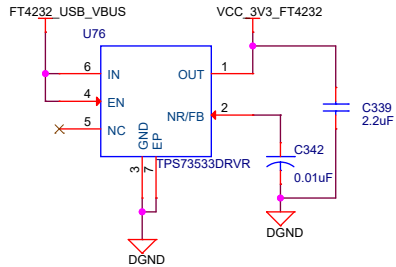 FT4232_USB_VBUS
VCC_3V3_FT4232
U76
6 IN
OUT 1
4 EN
NR/FB 2
5 NC
GND
EP
3
7
TPS73533DRVR
C339
2.2uF
C342
0.01uF
DGND
DGND